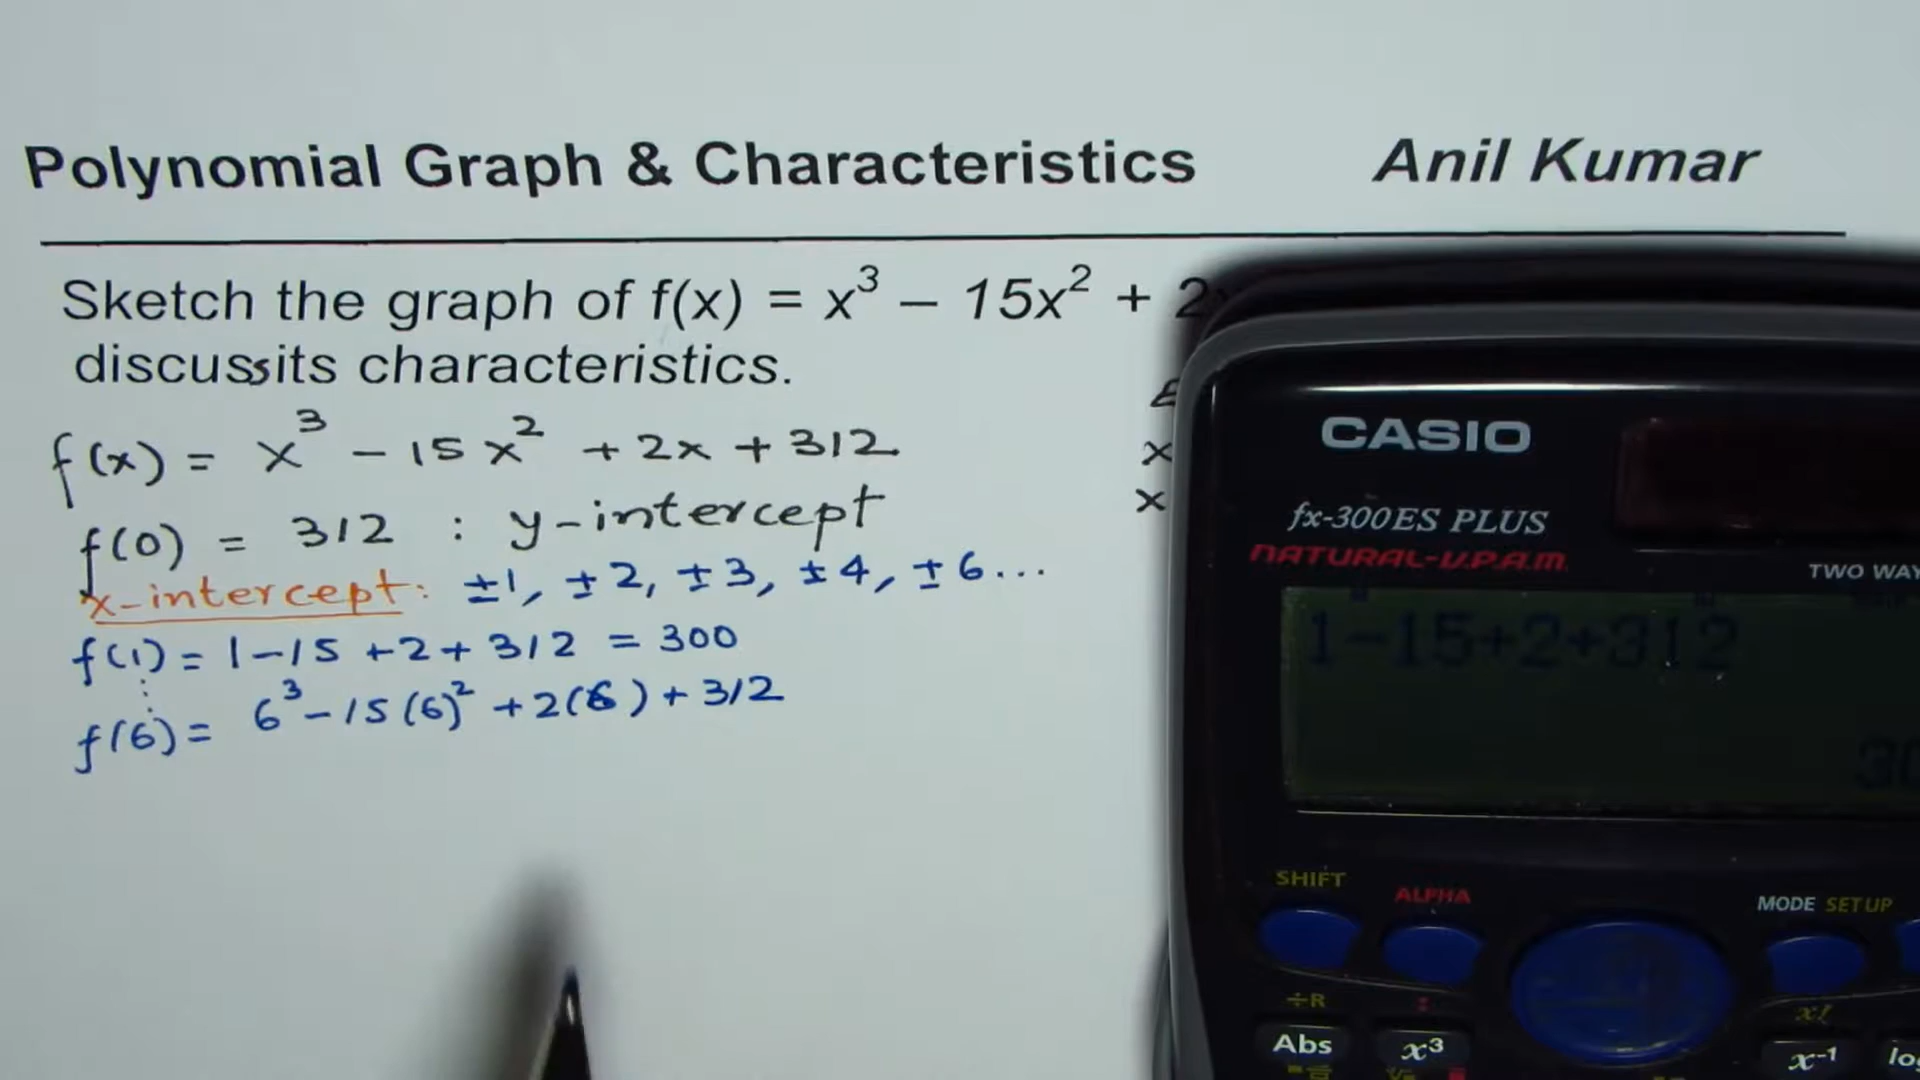 Polynomial Graph & Characteristics Anil Kumar
Sketch the graph of f(x) = x³ – 15x² + 2
discussits characteristics.
f(x) = x³ - 15x² + 2x + 312
f(0) = 312 : y-intercept
x-intercept: ±1, ±2, ±3, ±4, ±6...
f(1) = 1-15 +2+ 312 = 300
f(6) = 6³-15(6)² +2(6)+312
x
x
CASIO
fx-300ES PLUS
NATURAL-V.P.A.M.
TWO WAY
1-15+2+312
30
SHIFT
ALPHA
MODE SETUP
÷R :
x!
Abs x³ x⁻¹ log